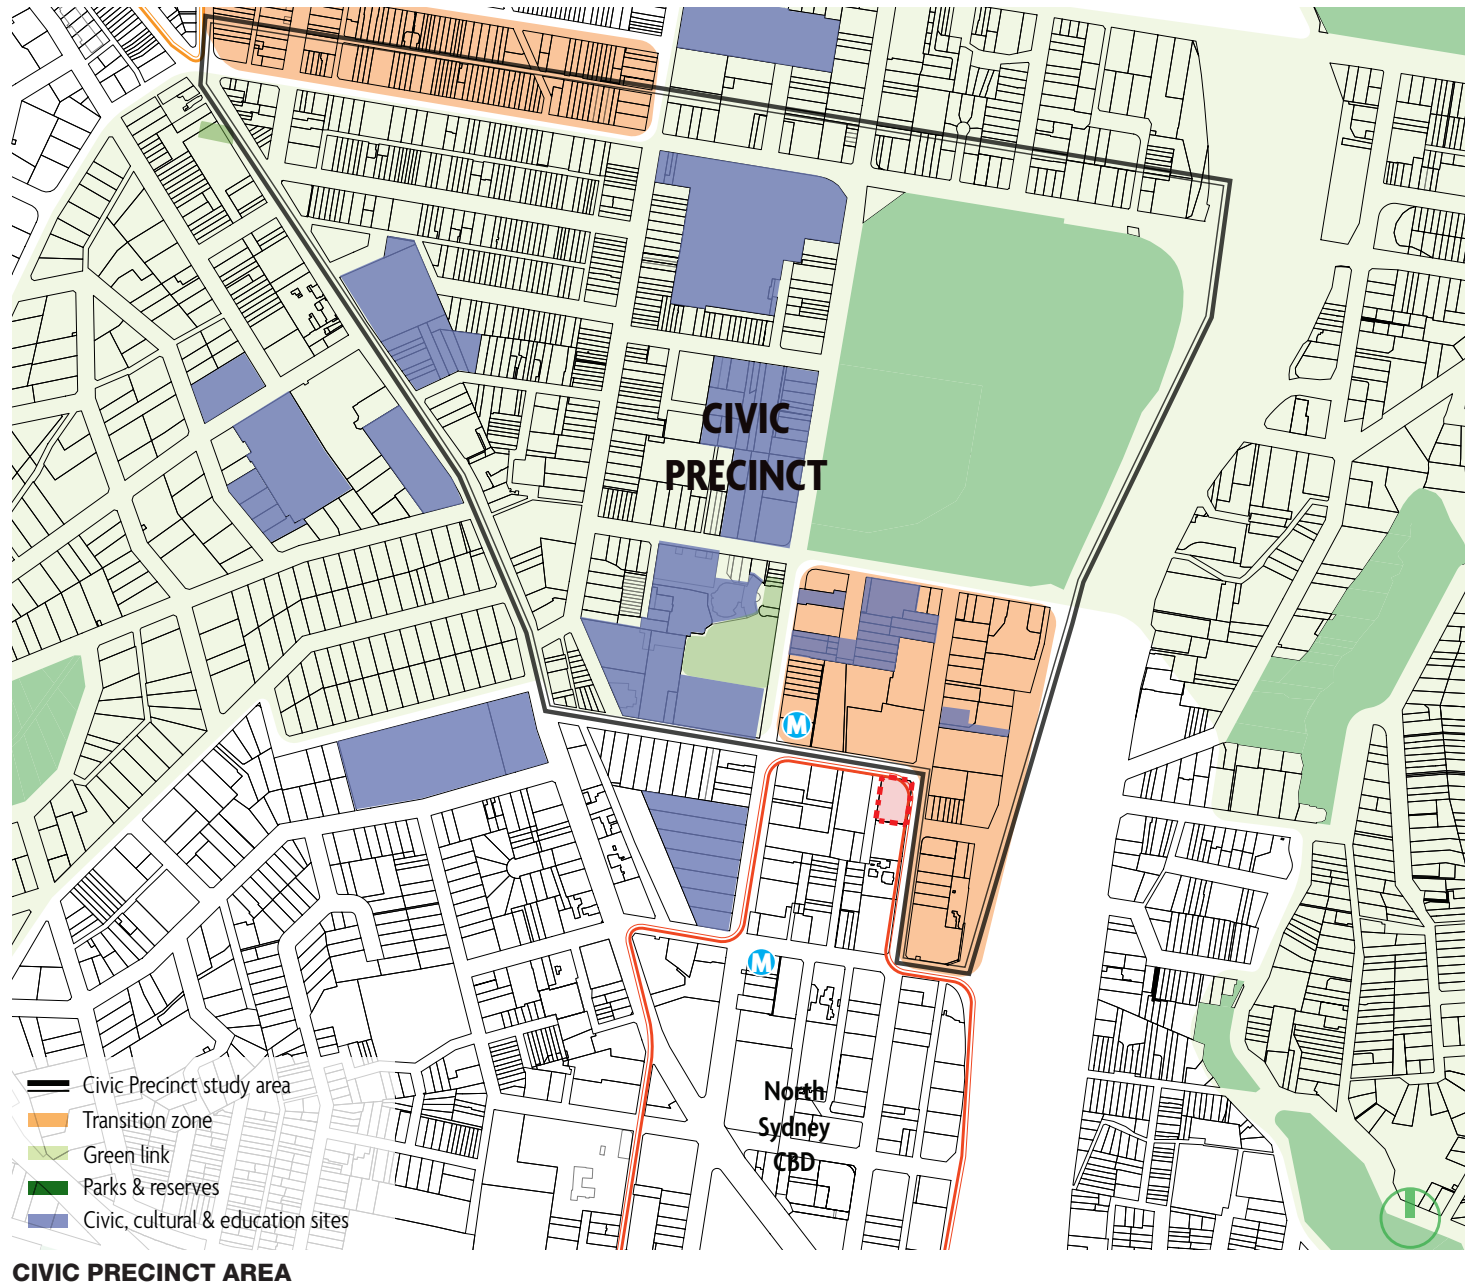 CIVIC
PRECINCT
M
M
North
Sydney
CBD
Civic Precinct study area
Transition zone
Green link
Parks & reserves
Civic, cultural & education sites
CIVIC PRECINCT AREA